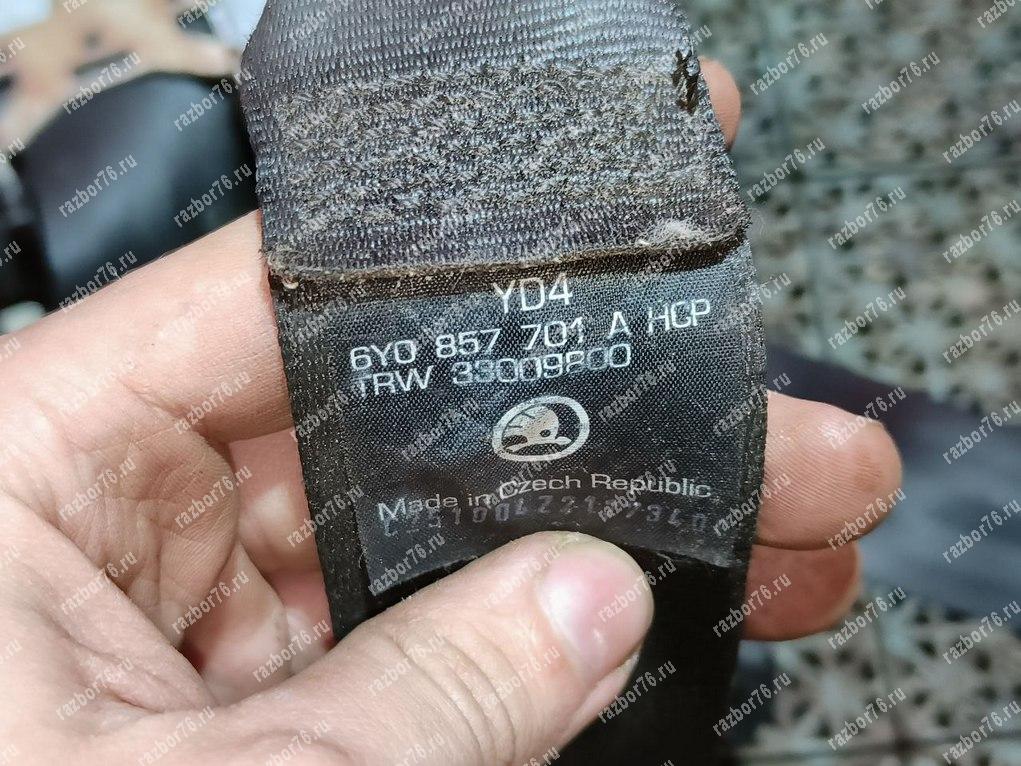 YD4
6Y0 857 701 A HCP
TRW 33009800
Made in Czech Republic
razbor76.ru